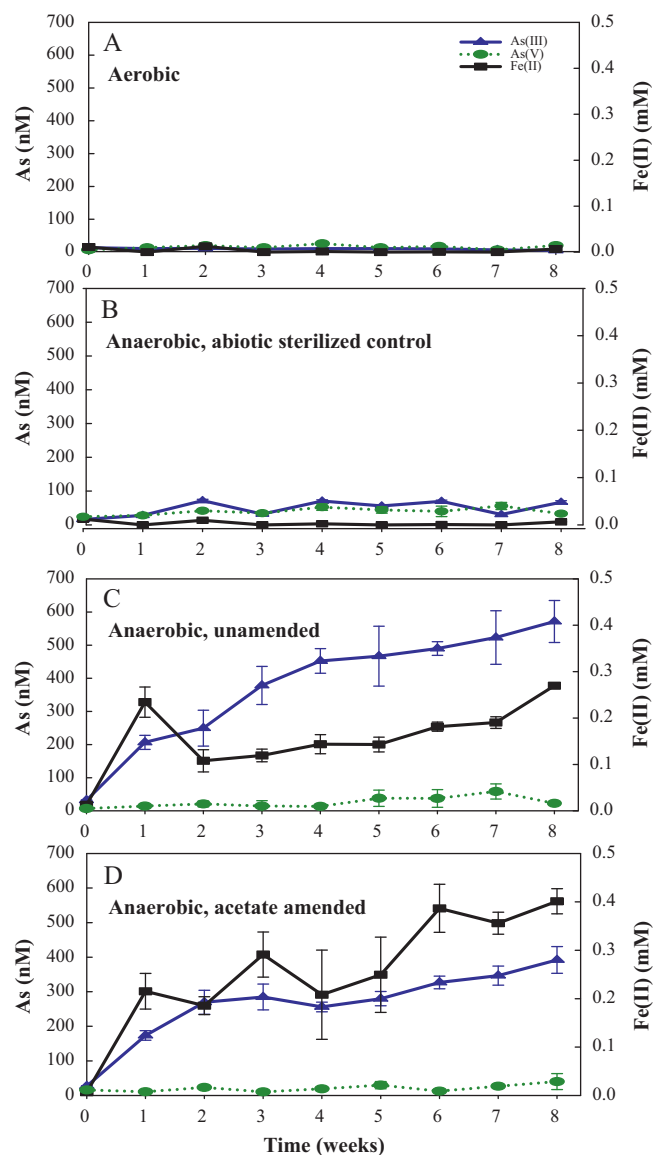 A
Aerobic
As(III)
As(V)
Fe(II)
700
600
500
400
300
200
100
0
As (nM)
0.5
0.4
0.3
0.2
0.1
0.0
Fe(II) (mM)
0 1 2 3 4 5 6 7 8
B
Anaerobic, abiotic sterilized control
700
600
500
400
300
200
100
0
As (nM)
0.5
0.4
0.3
0.2
0.1
0.0
Fe(II) (mM)
0 1 2 3 4 5 6 7 8
C
Anaerobic, unamended
700
600
500
400
300
200
100
0
As (nM)
0.5
0.4
0.3
0.2
0.1
0.0
Fe(II) (mM)
0 1 2 3 4 5 6 7 8
D
Anaerobic, acetate amended
700
600
500
400
300
200
100
0
As (nM)
0.5
0.4
0.3
0.2
0.1
0.0
Fe(II) (mM)
0 1 2 3 4 5 6 7 8
Time (weeks)